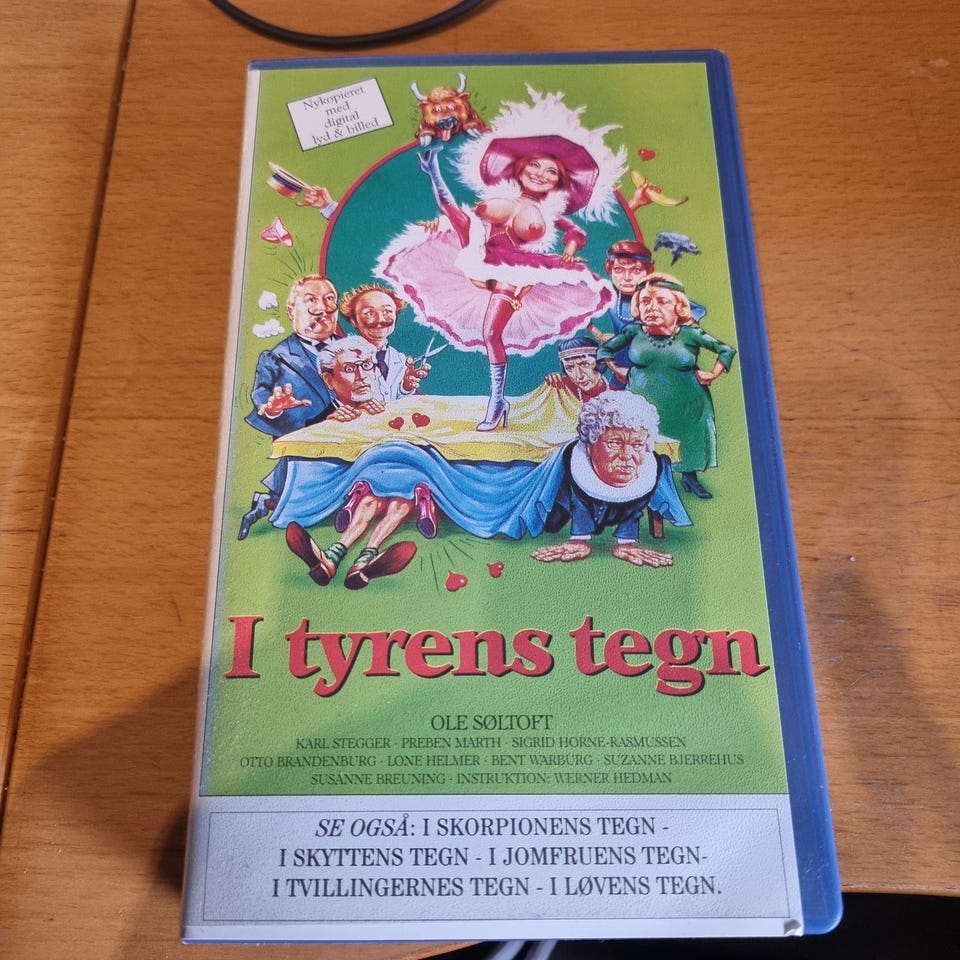 Nykopieret
med
digital
lyd & billed
I tyrens tegn
OLE SØLTOFT
KARL STEGGER · PREBEN MARTH · SIGRID HORNE-RASMUSSEN
OTTO BRANDENBURG · LONE HELMER · BENT WARBURG · SUZANNE BJERREHUS
SUSANNE BREUNING · INSTRUKTION: WERNER HEDMAN
SE OGSÅ: I SKORPIONENS TEGN -
I SKYTTENS TEGN - I JOMFRUENS TEGN-
I TVILLINGERNES TEGN - I LØVENS TEGN.